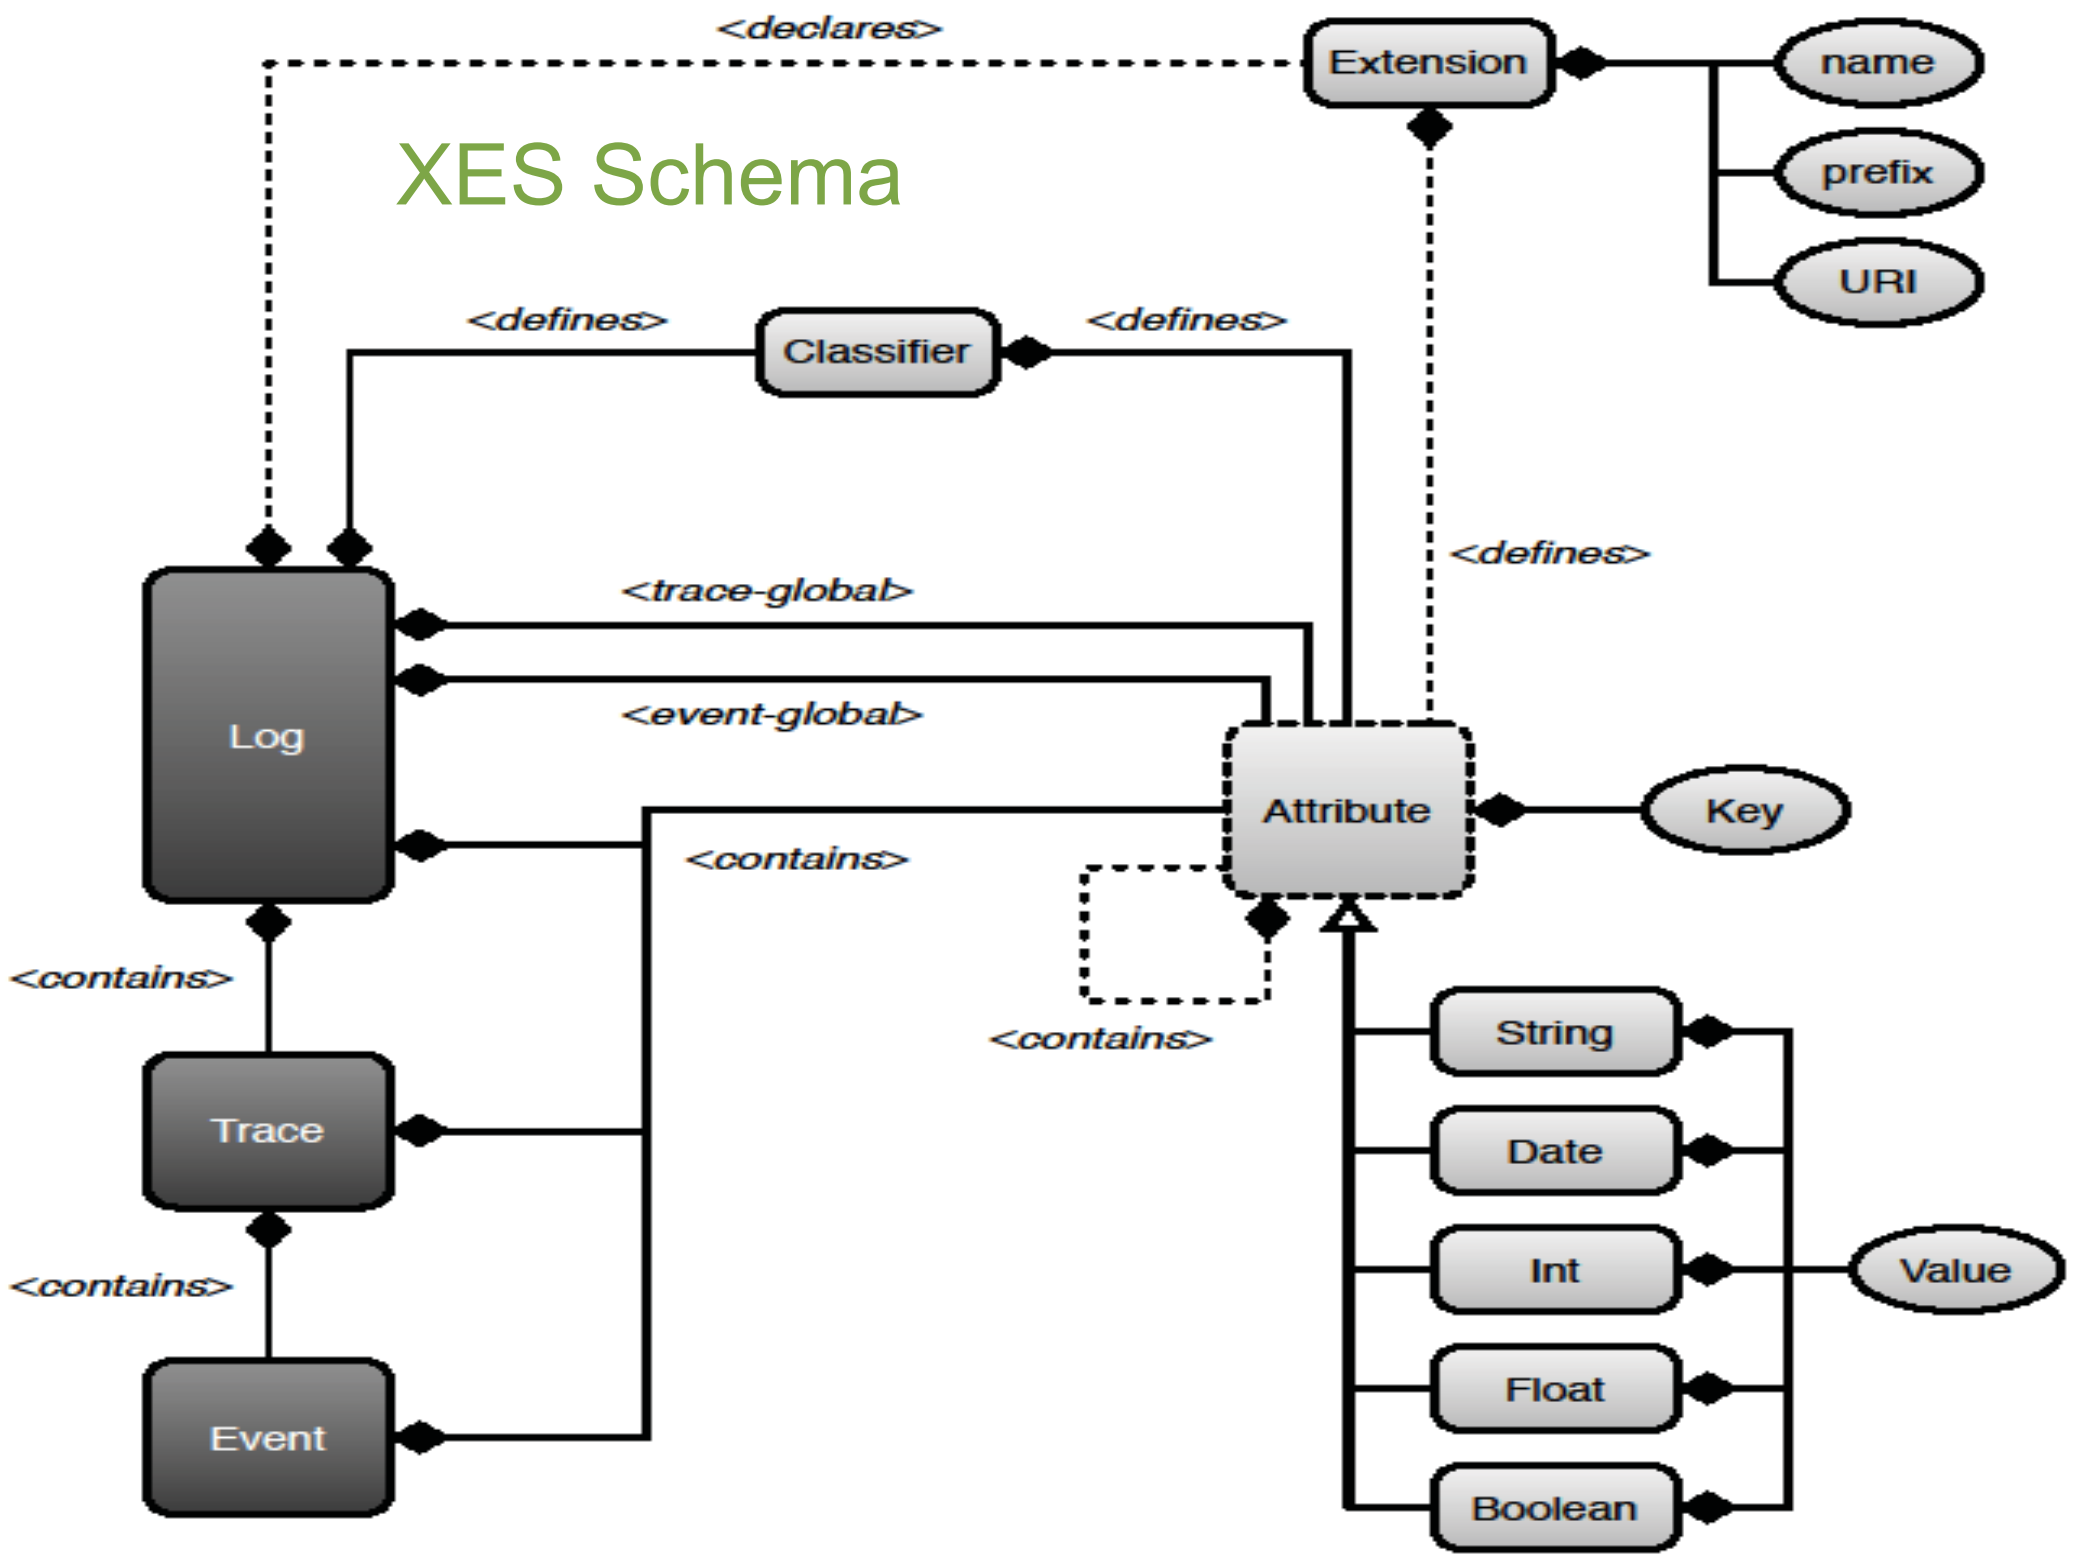 <declares>
Extension
name
XES Schema
prefix
URI
<defines>
Classifier
<defines>
<defines>
<trace-global>
<event-global>
Log
Attribute
Key
<contains>
<contains>
<contains>
String
Trace
Date
<contains>
Int
Value
Float
Event
Boolean